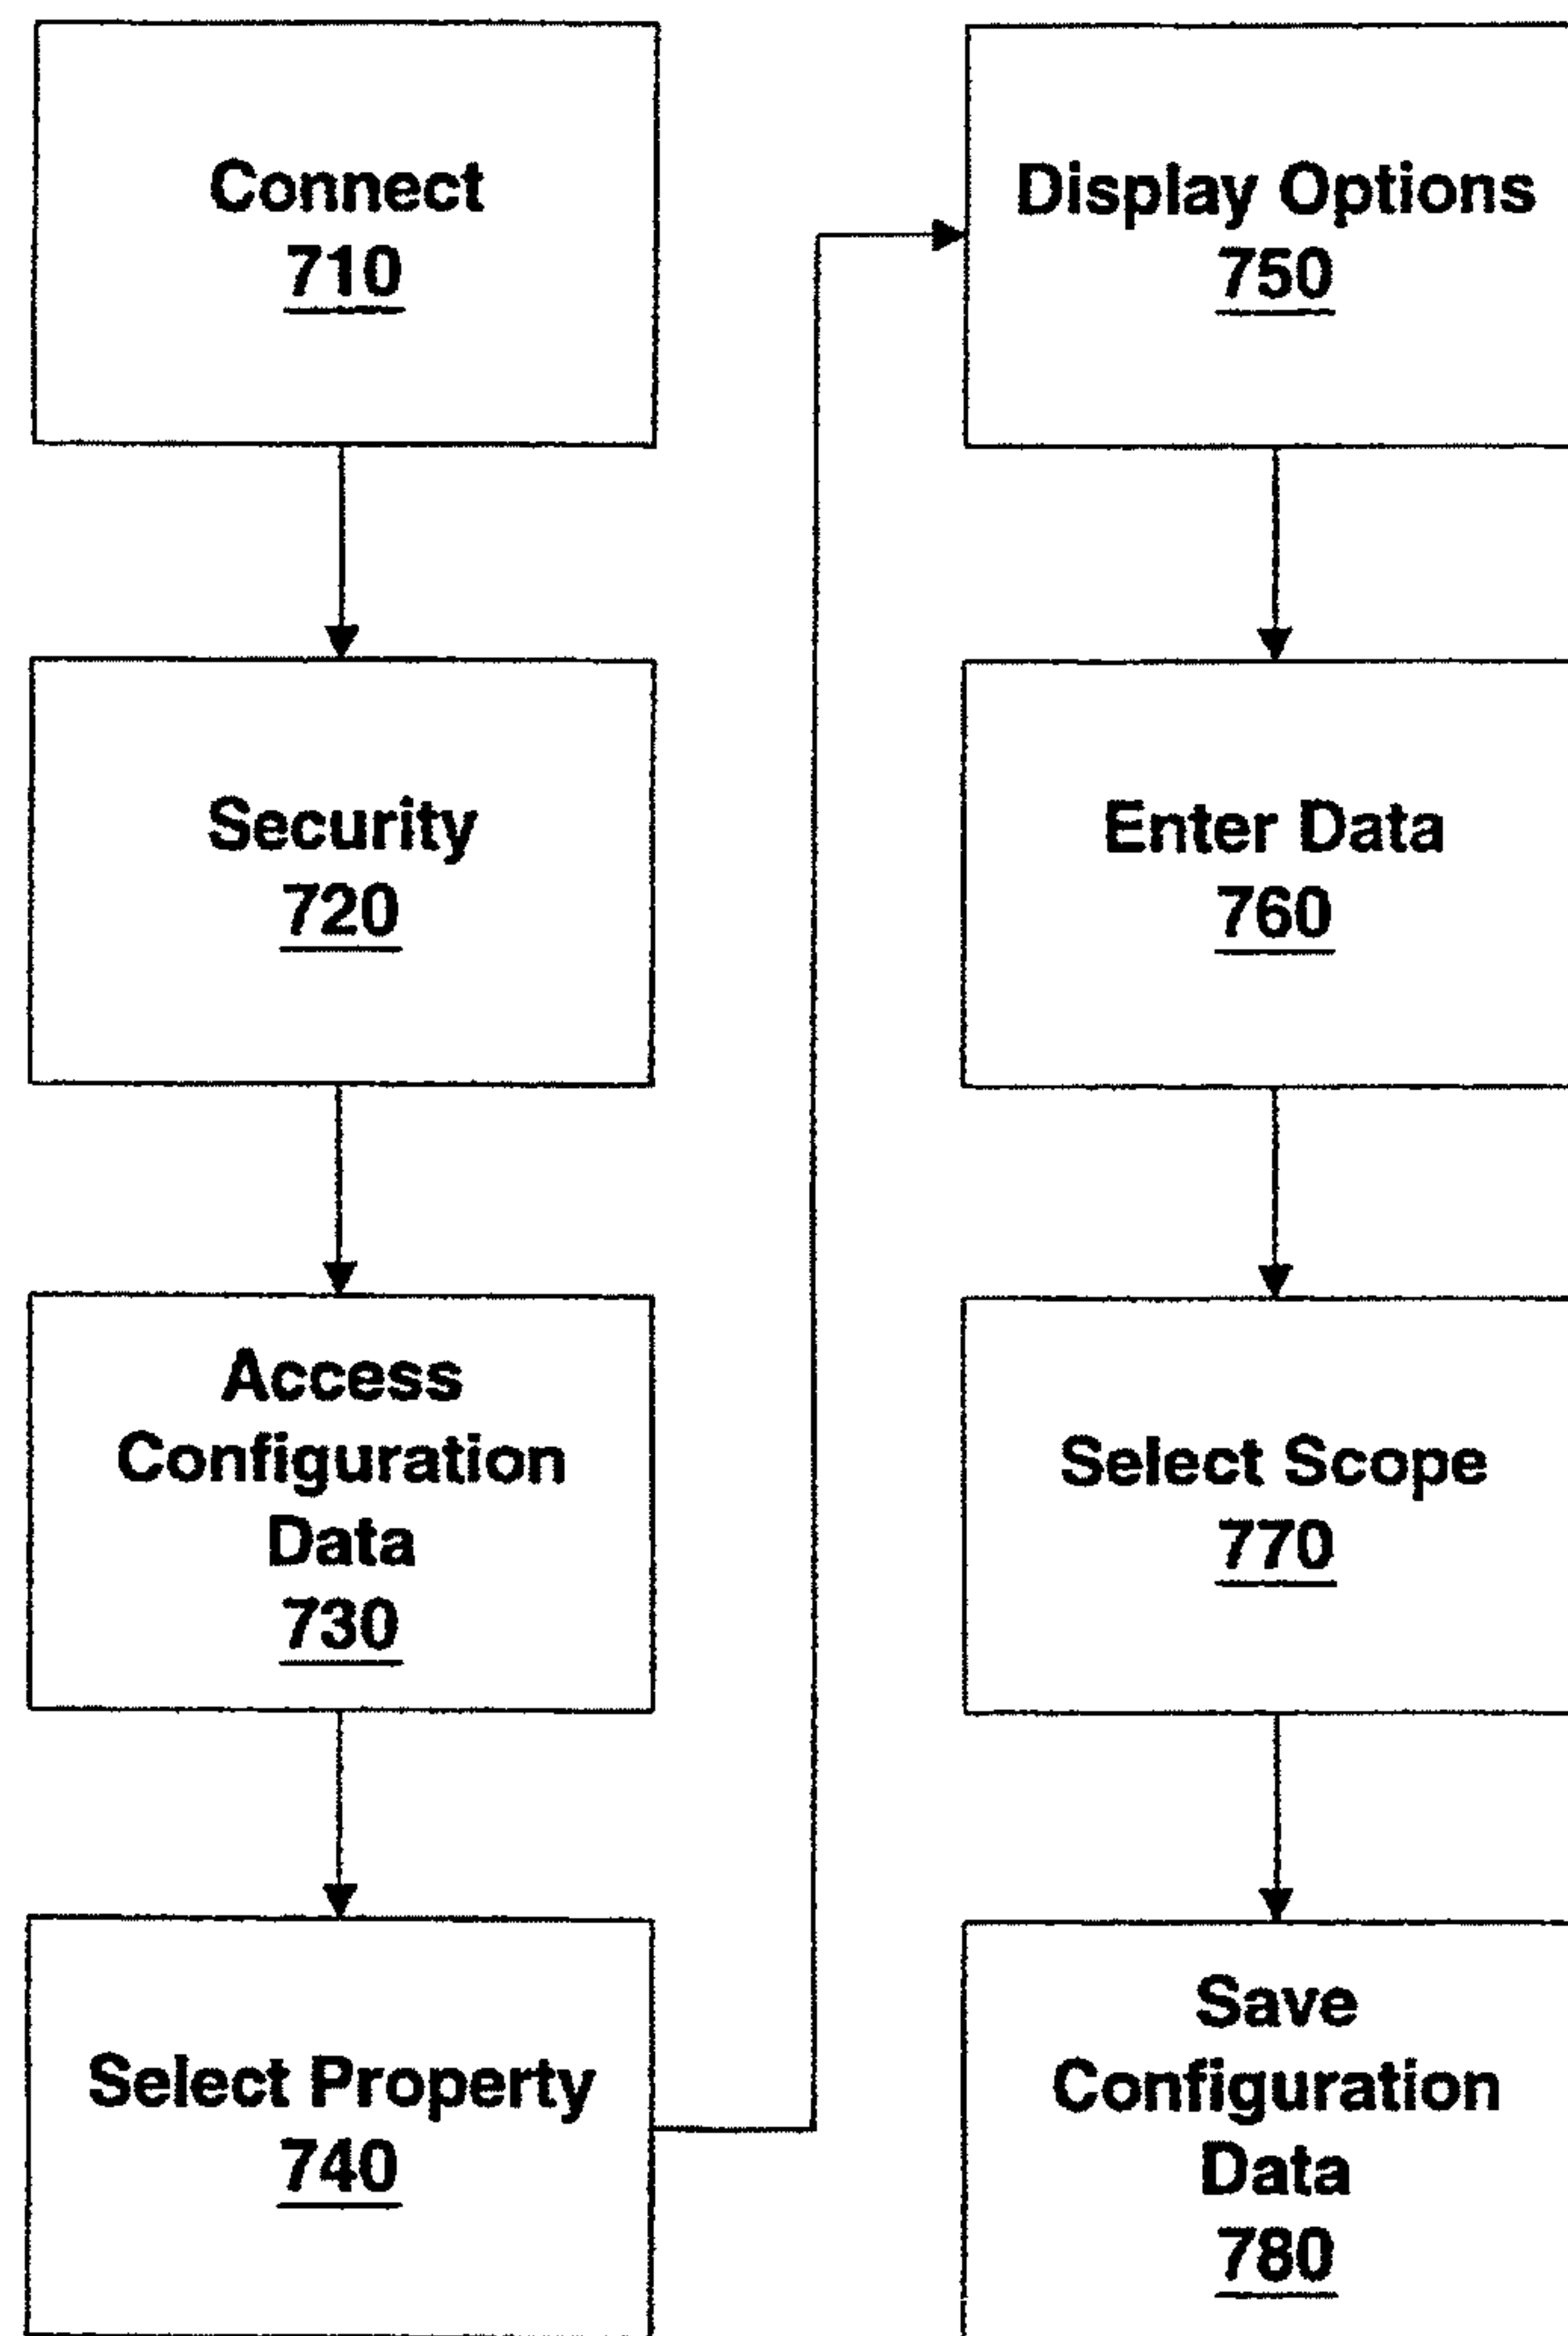 Connect
710
Security
720
Access
Configuration
Data
730
Select Property
740
Display Options
750
Enter Data
760
Select Scope
770
Save
Configuration
Data
780